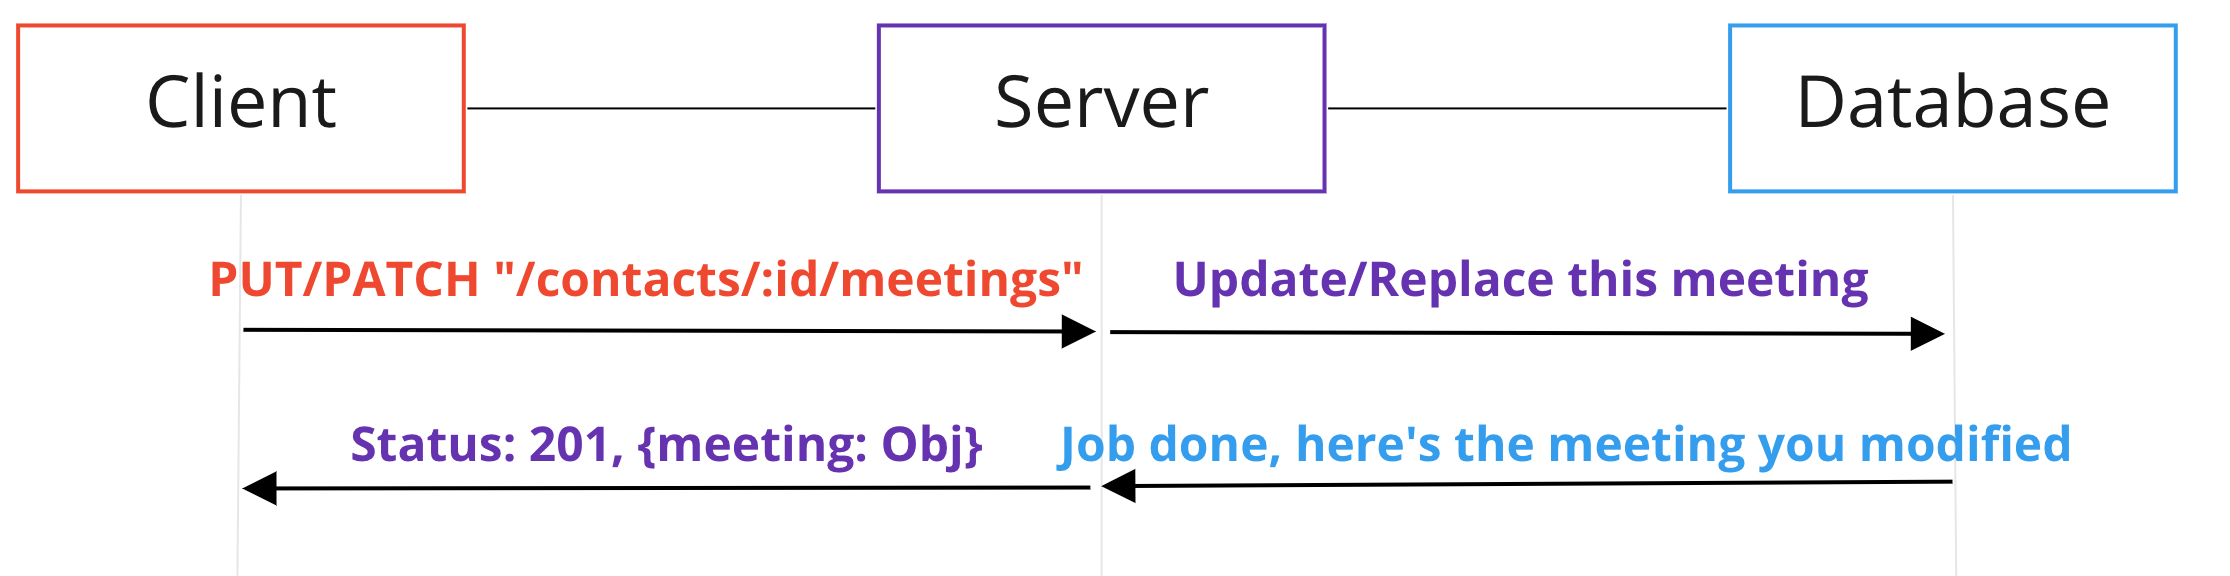 Client
Server
Database
PUT/PATCH "/contacts/:id/meetings"
Update/Replace this meeting
Status: 201, {meeting: Obj}
Job done, here's the meeting you modified